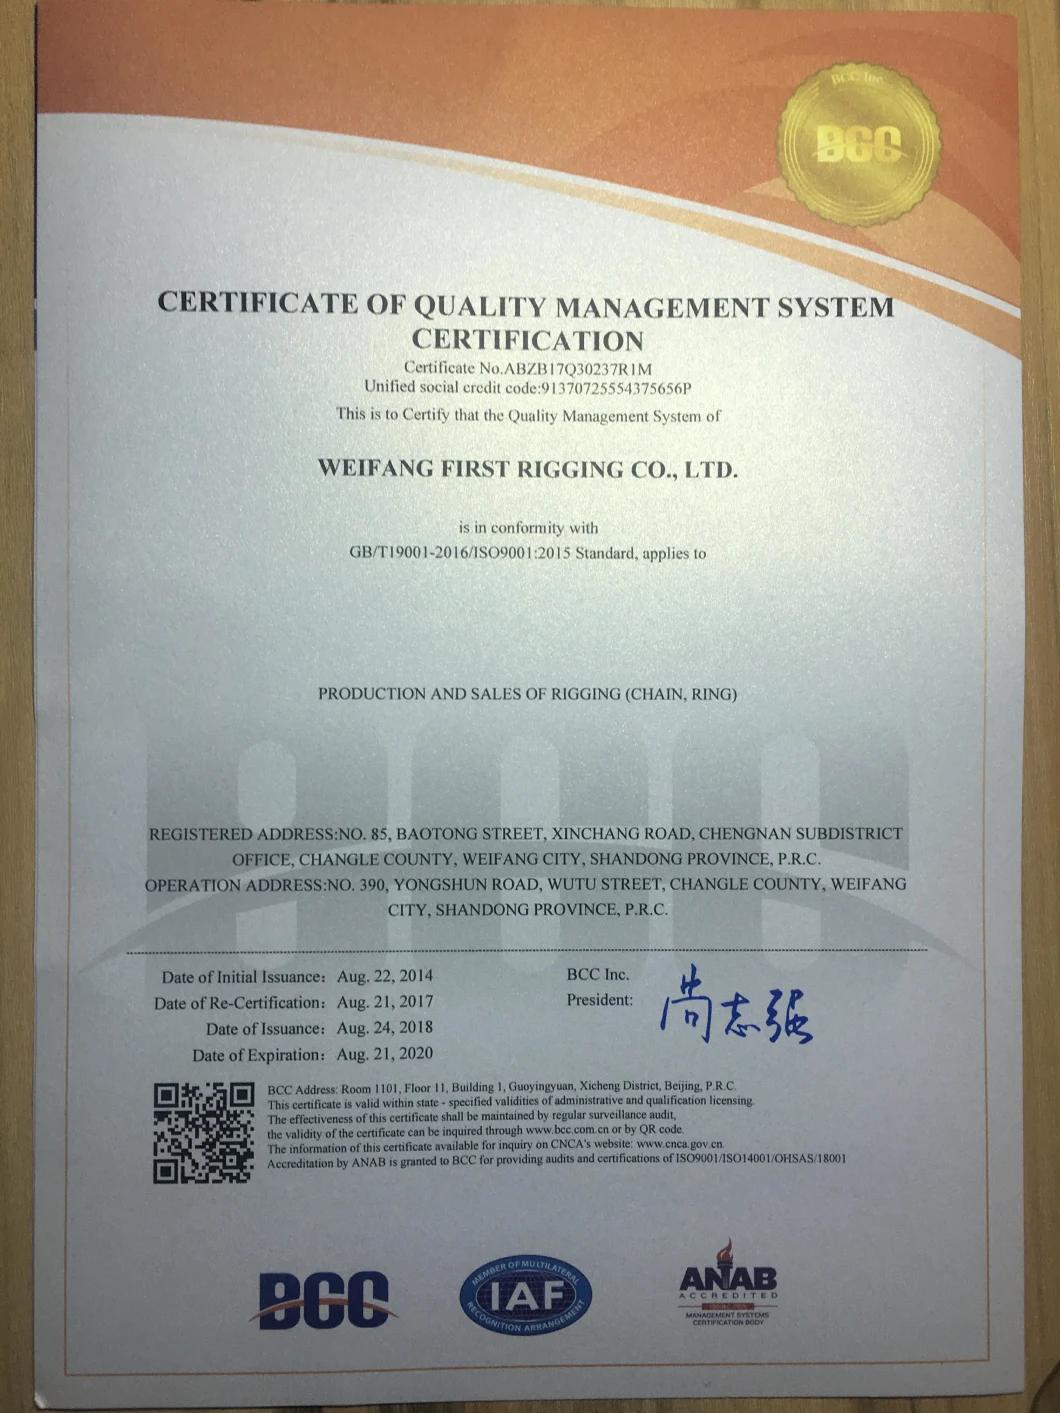 BCC Inc.
BCC
CERTIFICATE OF QUALITY MANAGEMENT SYSTEM
CERTIFICATION
Certificate No.ABZB17Q30237R1M
Unified social credit code:91370725554375656P
This is to Certify that the Quality Management System of
WEIFANG FIRST RIGGING CO., LTD.
is in conformity with
GB/T19001-2016/ISO9001:2015 Standard, applies to
PRODUCTION AND SALES OF RIGGING (CHAIN, RING)
REGISTERED ADDRESS:NO. 85, BAOTONG STREET, XINCHANG ROAD, CHENGNAN SUBDISTRICT
OFFICE, CHANGLE COUNTY, WEIFANG CITY, SHANDONG PROVINCE, P.R.C.
OPERATION ADDRESS:NO. 390, YONGSHUN ROAD, WUTU STREET, CHANGLE COUNTY, WEIFANG
CITY, SHANDONG PROVINCE, P.R.C.
Date of Initial Issuance: Aug. 22, 2014
Date of Re-Certification: Aug. 21, 2017
Date of Issuance: Aug. 24, 2018
Date of Expiration: Aug. 21, 2020
BCC Inc.
President: 尚志强
BCC Address: Room 1101, Floor 11, Building 1, Guoyingyuan, Xicheng District, Beijing, P.R.C.
This certificate is valid within state - specified validities of administrative and qualification licensing.
The effectiveness of this certificate shall be maintained by regular surveillance audit,
the validity of the certificate can be inquired through www.bcc.com.cn or by QR code.
The information of this certificate available for inquiry on CNCA's website: www.cnca.gov.cn.
Accreditation by ANAB is granted to BCC for providing audits and certifications of ISO9001/ISO14001/OHSAS/18001
BCC
MEMBER OF MULTILATERAL
IAF
RECOGNITION ARRANGEMENT
ANAB
ACCREDITED
MANAGEMENT SYSTEMS
CERTIFICATION BODY